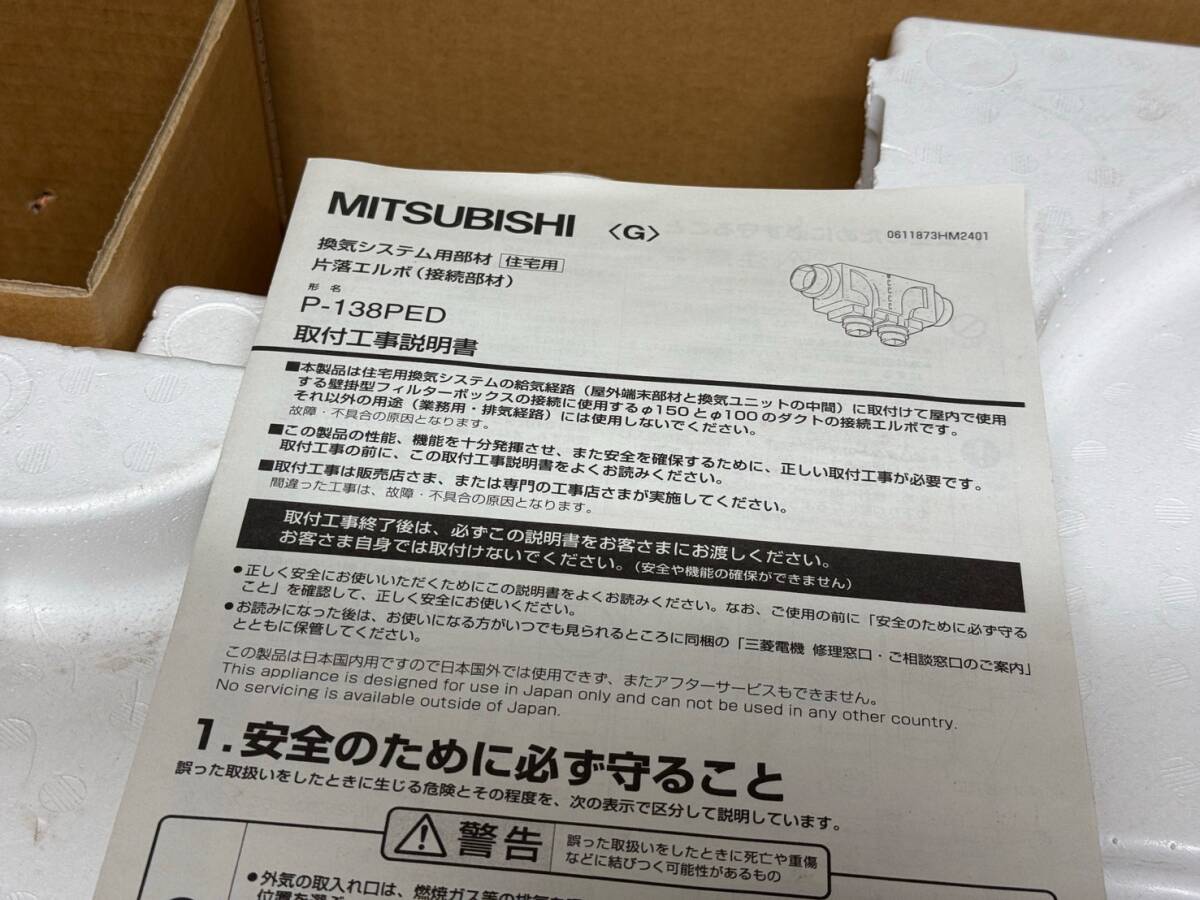 MITSUBISHI 〈G〉 0611873HM2401
換気システム用部材 住宅用
片落エルボ(接続部材)
形 名
P-138PED
取付工事説明書
■本製品は住宅用換気システムの給気経路(屋外端末部材と換気ユニットの中間)に取付けて屋内で使用
する壁掛型フィルターボックスの接続に使用するφ150とφ100のダクトの接続エルボです。
それ以外の用途(業務用・排気経路)には使用しないでください。
故障・不具合の原因となります。
■この製品の性能、機能を十分発揮させ、また安全を確保するために、正しい取付工事が必要です。
取付工事の前に、この取付工事説明書をよくお読みください。
■取付工事は販売店さま、または専門の工事店さまが実施してください。
間違った工事は、故障・不具合の原因となります。
取付工事終了後は、必ずこの説明書をお客さまにお渡しください。
お客さま自身では取付けないでください。(安全や機能の確保ができません)
●正しく安全にお使いいただくためにこの説明書をよくお読みください。なお、ご使用の前に「安全のために必ず守る
こと」を確認して、正しく安全にお使いください。
●お読みになった後は、お使いになる方がいつでも見られるところに同梱の「三菱電機 修理窓口・ご相談窓口のご案内」
とともに保管してください。
この製品は日本国内用ですので日本国外では使用できず、またアフターサービスもできません。
This appliance is designed for use in Japan only and can not be used in any other country.
No servicing is available outside of Japan.
1.安全のために必ず守ること
誤った取扱いをしたときに生じる危険とその程度を、次の表示で区分して説明しています。
警告 誤った取扱いをしたときに死亡や重傷
などに結びつく可能性があるもの
●外気の取入れ口は、燃焼ガス等の排気を
位置を選ぶ